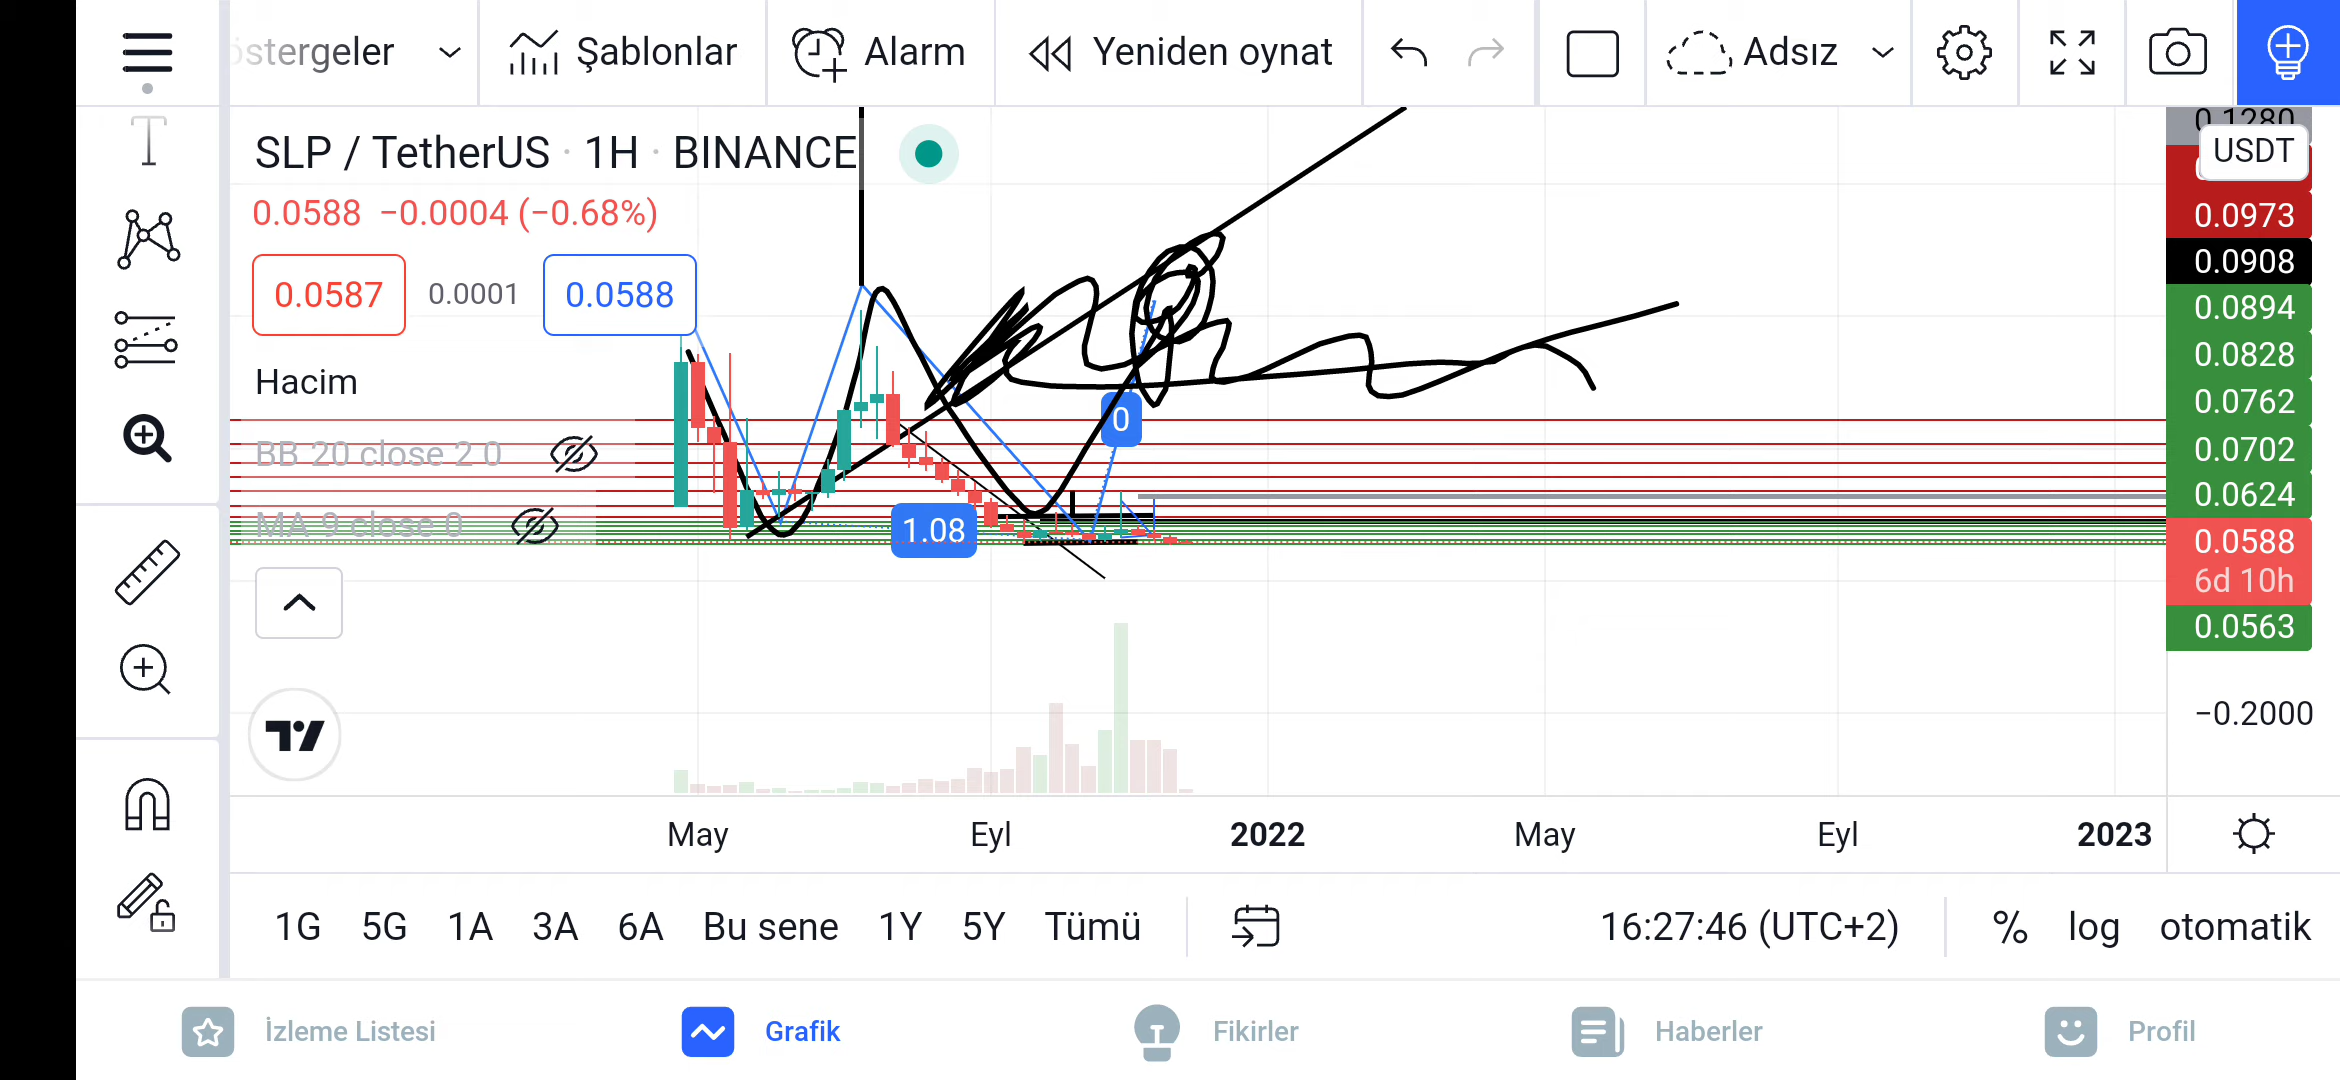 östergeler Şablonlar Alarm Yeniden oynat Adsız
SLP / TetherUS · 1H · BINANCE
0.0588 −0.0004 (−0.68%)
0.0587 0.0001 0.0588
Hacim
BB 20 close 2 0
MA 9 close 0
0
1.08
0.1280
USDT
0.0973
0.0908
0.0894
0.0828
0.0762
0.0702
0.0624
0.0588
6d 10h
0.0563
−0.2000
May Eyl 2022 May Eyl 2023
1G 5G 1A 3A 6A Bu sene 1Y 5Y Tümü 16:27:46 (UTC+2) % log otomatik
İzleme Listesi Grafik Fikirler Haberler Profil